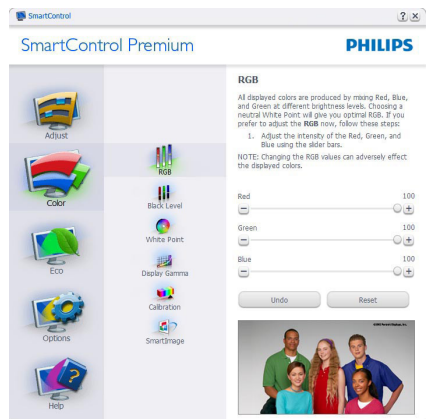 SmartControl
SmartControl Premium
PHILIPS
Adjust
Color
Eco
Options
Help
RGB
Black Level
White Point
Display Gamma
Calibration
SmartImage
RGB
All displayed colors are produced by mixing Red, Blue,
and Green at different brightness levels. Choosing a
neutral White Point will give you optimal RGB. If you
prefer to adjust the RGB now, follow these steps:
1. Adjust the intensity of the Red, Green, and
Blue using the slider bars.
NOTE: Changing the RGB values can adversely effect
the displayed colors.
Red 100
Green 100
Blue 100
Undo Reset